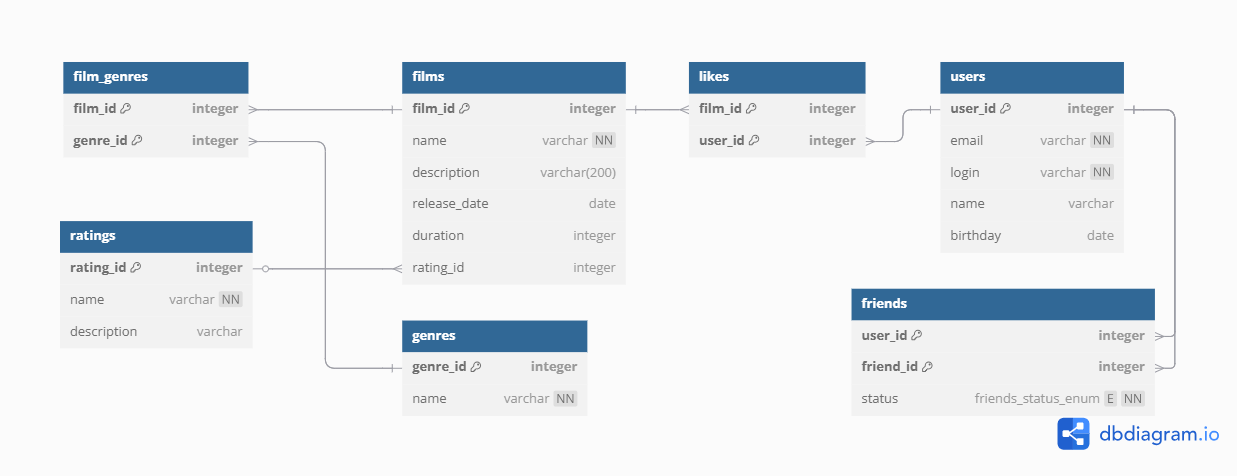 film_genres
film_id integer
genre_id integer
films
film_id integer
name varchar NN
description varchar(200)
release_date date
duration integer
rating_id integer
likes
film_id integer
user_id integer
users
user_id integer
email varchar NN
login varchar NN
name varchar
birthday date
ratings
rating_id integer
name varchar NN
description varchar
genres
genre_id integer
name varchar NN
friends
user_id integer
friend_id integer
status friends_status_enum E NN
dbdiagram.io